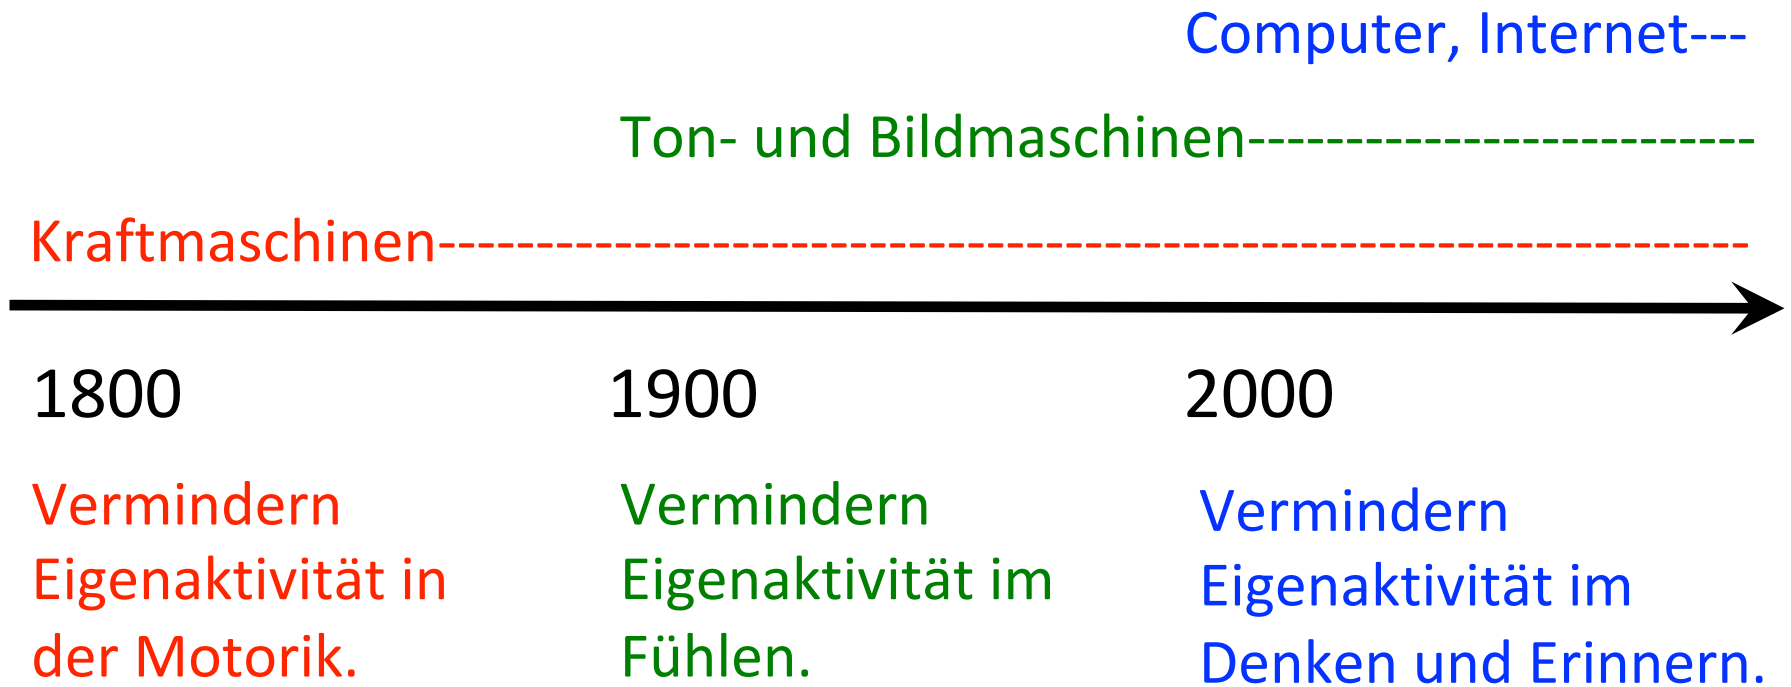 Computer, Internet---
Ton- und Bildmaschinen--------------------------
Kraftmaschinen-------------------------------------------------------------------
1800 1900 2000
Vermindern
Eigenaktivität in
der Motorik.
Vermindern
Eigenaktivität im
Fühlen.
Vermindern
Eigenaktivität im
Denken und Erinnern.